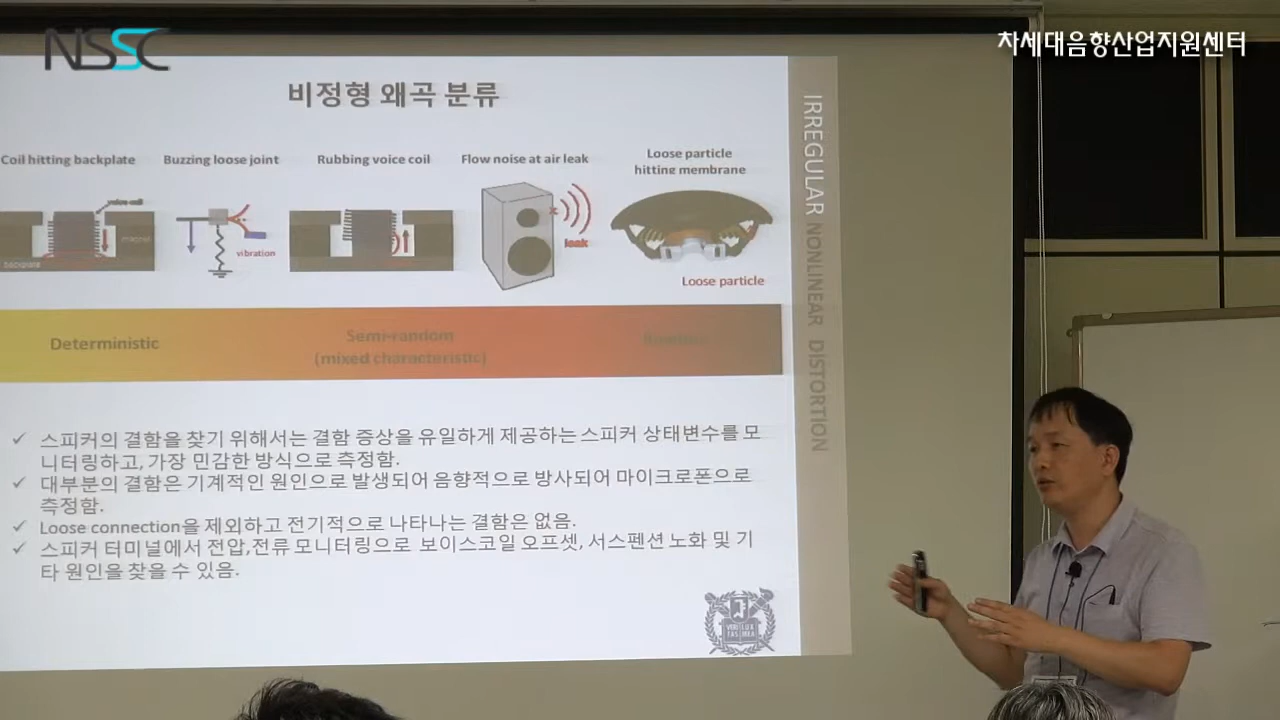 NSSC
차세대음향산업지원센터
비정형 왜곡 분류
Coil hitting backplate
Buzzing loose joint
Rubbing voice coil
Flow noise at air leak
Loose particle
hitting membrane
voice coil
magnet
backplate
vibration
leak
Loose particle
Deterministic
Semi-random
(mixed characteristic)
IRREGULAR NONLINEAR DISTORTION
✓ 스피커의 결함을 찾기 위해서는 결함 증상을 유일하게 제공하는 스피커 상태변수를 모
니터링하고, 가장 민감한 방식으로 측정함.
✓ 대부분의 결함은 기계적인 원인으로 발생되어 음향적으로 방사되어 마이크로폰으로
측정함.
✓ Loose connection을 제외하고 전기적으로 나타나는 결함은 없음.
✓ 스피커 터미널에서 전압,전류 모니터링으로 보이스코일 오프셋, 서스펜션 노화 및 기
타 원인을 찾을 수 있음.
VERI LUX
TAS MEA